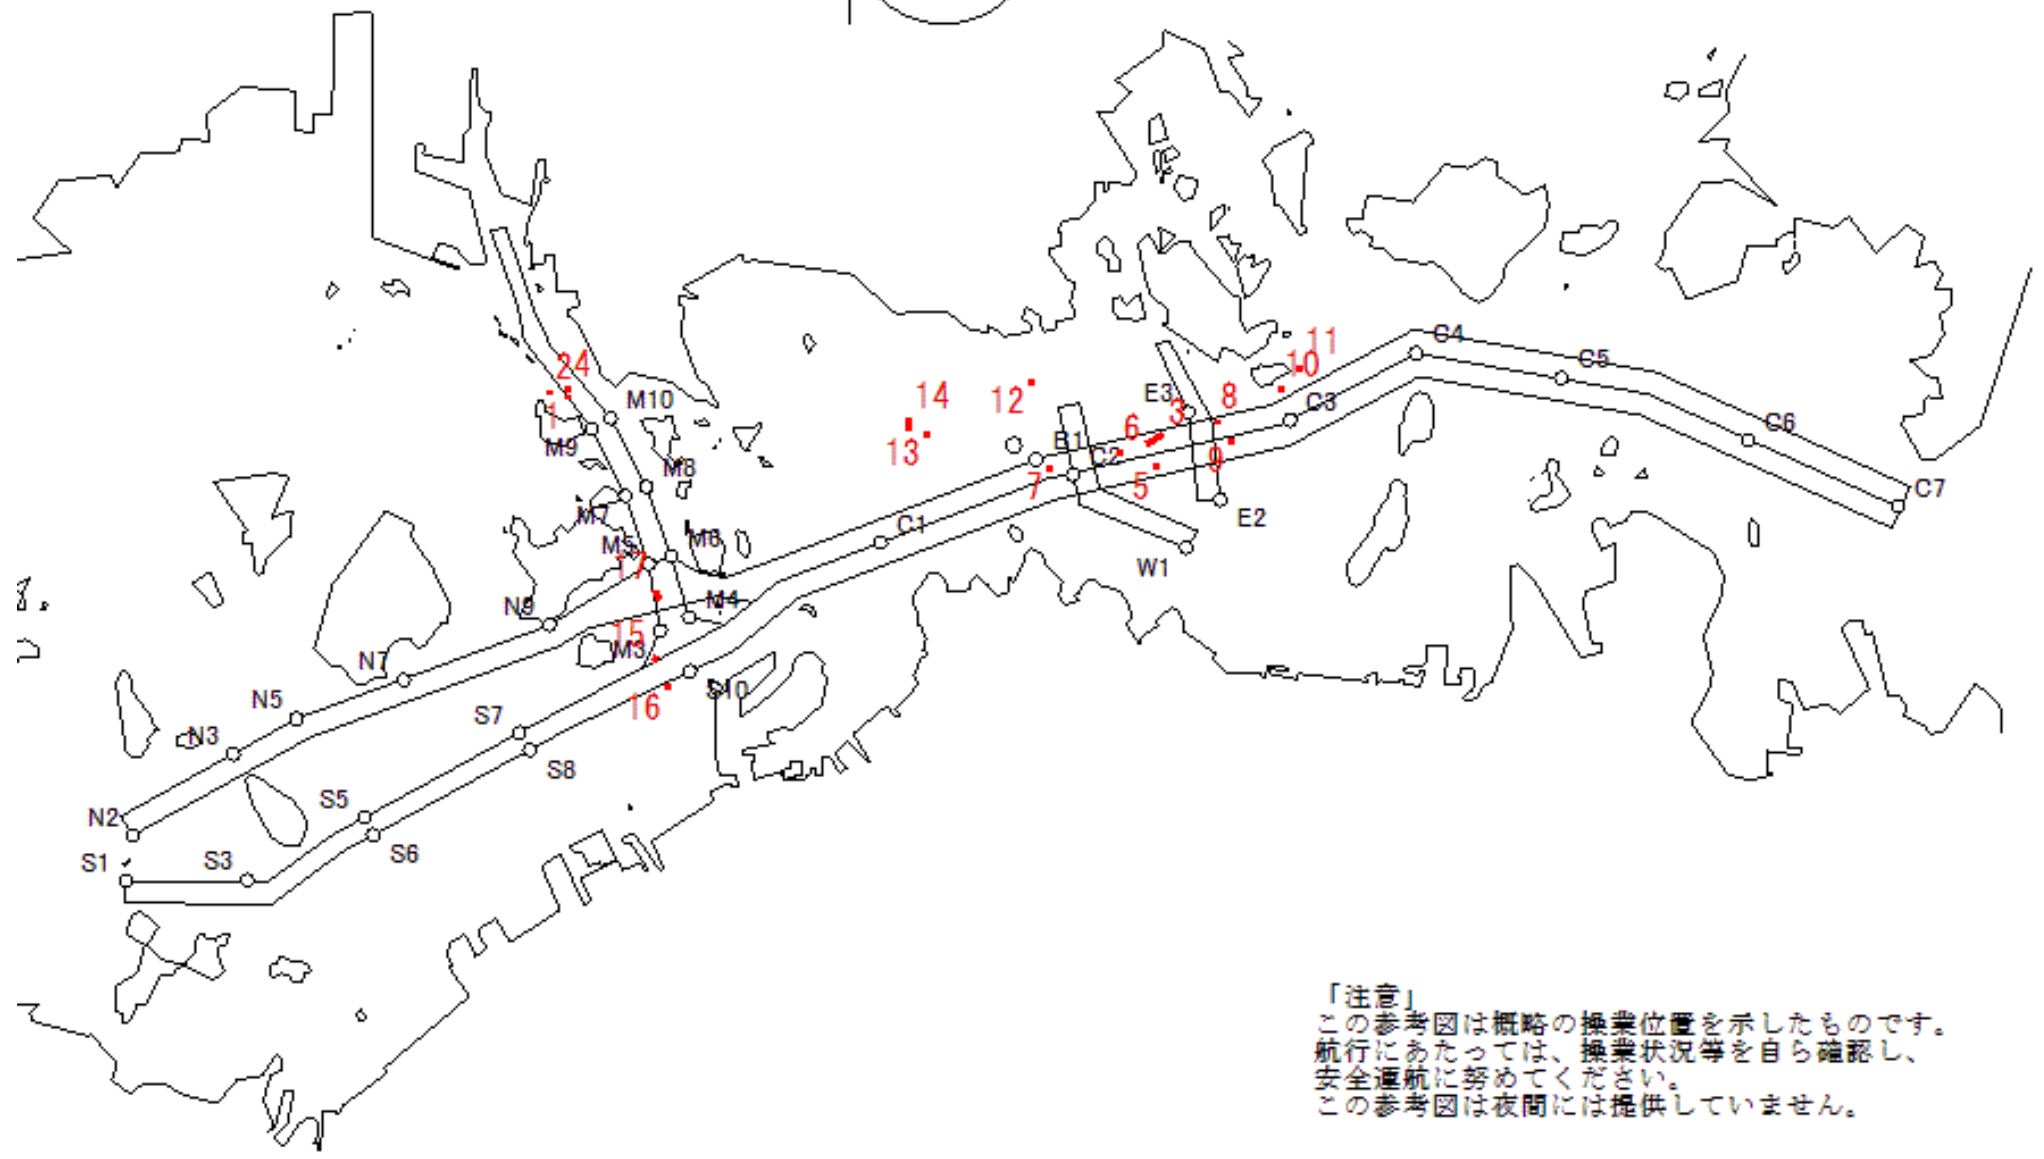 11
C4
10
C5
24
14
12
E3
8
1
M10
3
C3
6
M9
13
B1
C6
C2
9
M8
7
5
C7
M7
E2
C1
M5
M6
17
W1
N9
M4
15
M3
N7
S10
N5
16
S7
N3
S8
S5
N2
S6
S1
S3
「注意」
この参考図は概略の操業位置を示したものです。
航行にあたっては、操業状況等を自ら確認し、
安全運航に努めてください。
この参考図は夜間には提供していません。